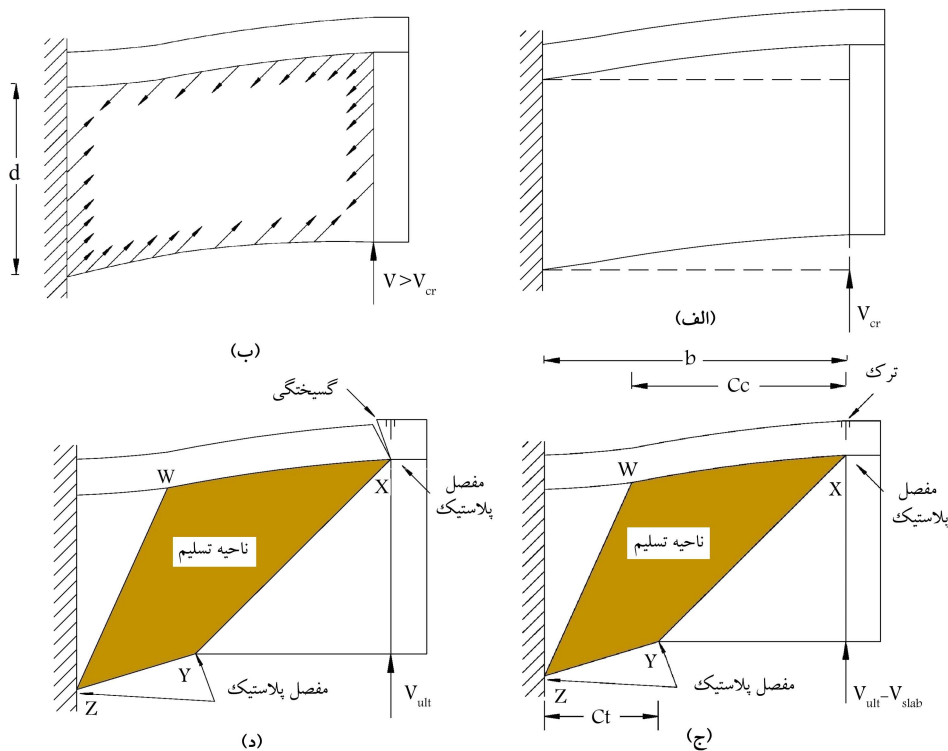 d
V>Vcr
(ب)
Vcr
(الف)
b
Cc
ترک
W
X
مفصل
پلاستیک
ناحیه تسلیم
Y
Z
مفصل پلاستیک
Ct
Vult-Vslab
(ج)
گسیختگی
W
X
مفصل
پلاستیک
ناحیه تسلیم
Y
Z
مفصل پلاستیک
Vult
(د)